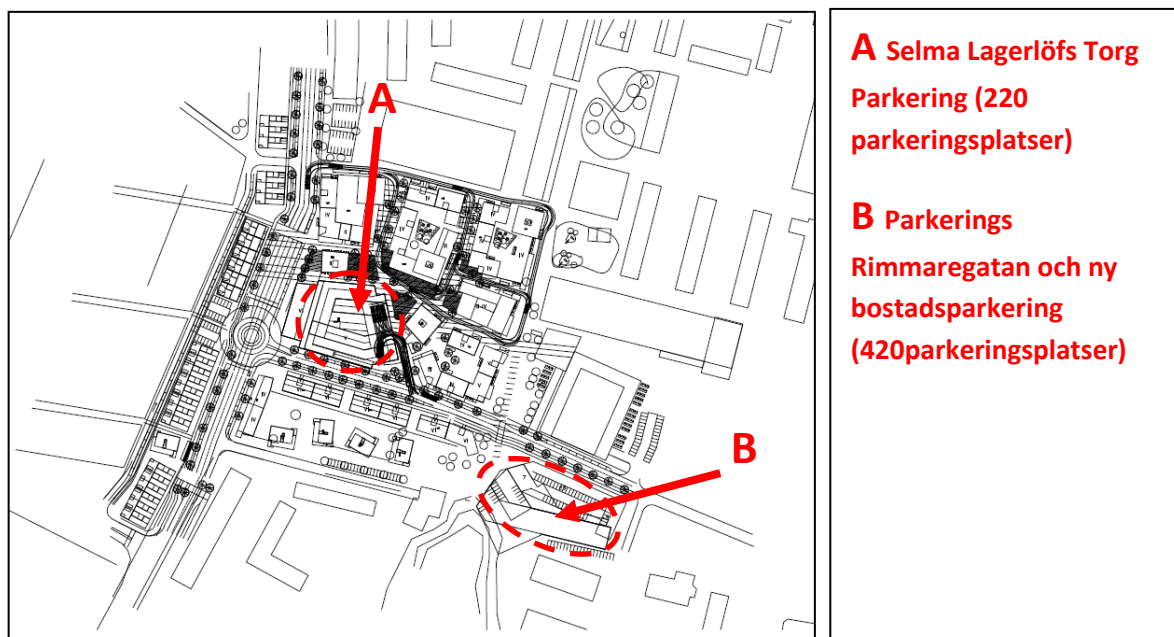 A
B
A Selma Lagerlöfs Torg
Parkering (220
parkeringsplatser)
B Parkerings
Rimmaregatan och ny
bostadsparkering
(420parkeringsplatser)